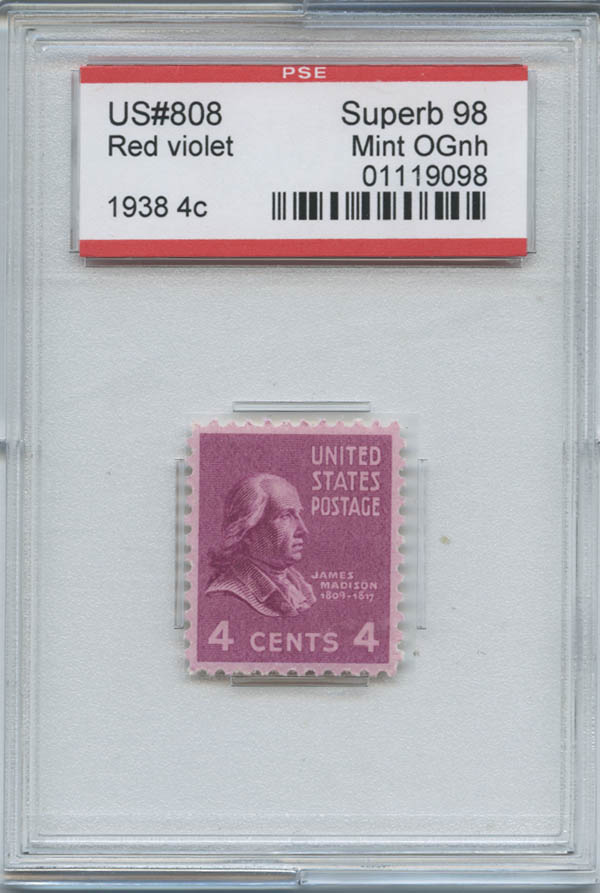 PSE
US#808 Superb 98
Red violet Mint OGnh
01119098
1938 4c
UNITED
STATES
POSTAGE
JAMES
MADISON
1809-1817
4 CENTS 4